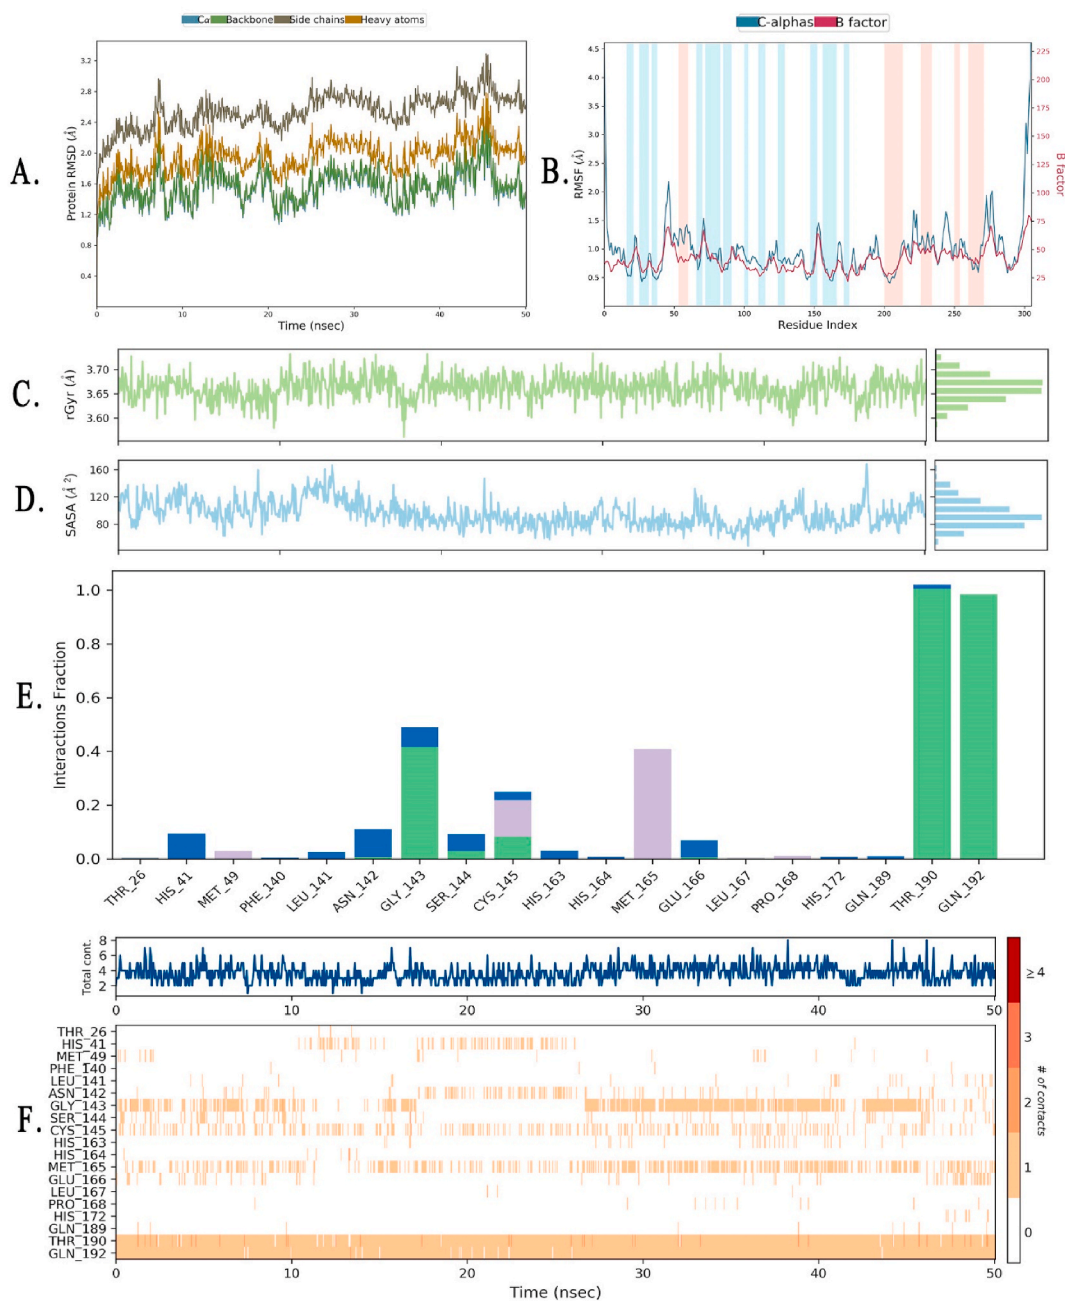 Cα Backbone Side chains Heavy atoms
C-alphas B factor
A.
Protein RMSD (Å)
3.2
2.8
2.4
2.0
1.6
1.2
0.8
0.4
0 10 20 30 40 50
Time (nsec)
B.
RMSF (Å)
4.5
4.0
3.5
3.0
2.5
2.0
1.5
1.0
0.5
0 50 100 150 200 250 300
Residue Index
225
200
175
150
125
100
75
50
25
B factor
C.
rGyr (Å)
3.70
3.65
3.60
D.
SASA (Å²)
160
120
80
E.
Interactions Fraction
1.0
0.8
0.6
0.4
0.2
0.0
THR_26 HIS_41 MET_49 PHE_140 LEU_141 ASN_142 GLY_143 SER_144 CYS_145 HIS_163 HIS_164 MET_165 GLU_166 LEU_167 PRO_168 HIS_172 GLN_189 THR_190 GLN_192
Total cont.
8
6
4
2
0 10 20 30 40 50
F.
THR_26
HIS_41
MET_49
PHE_140
LEU_141
ASN_142
GLY_143
SER_144
CYS_145
HIS_163
HIS_164
MET_165
GLU_166
LEU_167
PRO_168
HIS_172
GLN_189
THR_190
GLN_192
0 10 20 30 40 50
Time (nsec)
≥4
3
2
1
0
# of contacts